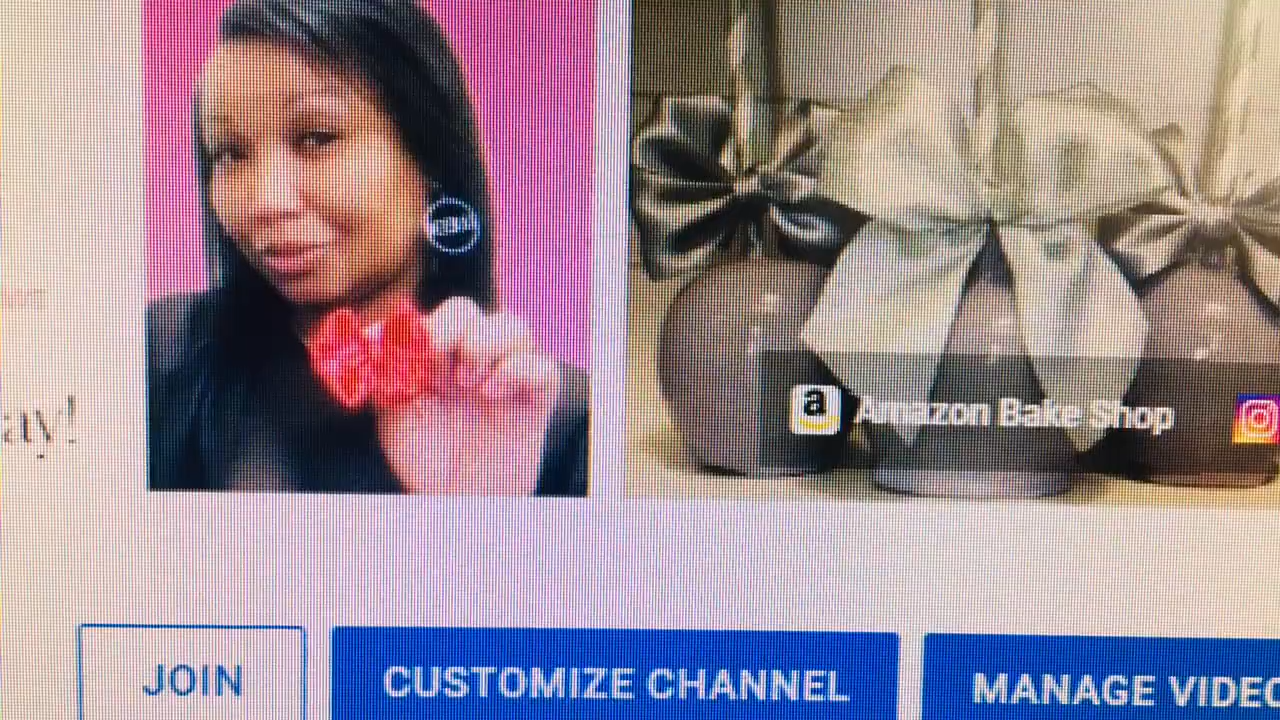 ay!
Amazon Bake Shop
JOIN
CUSTOMIZE CHANNEL
MANAGE VIDEO